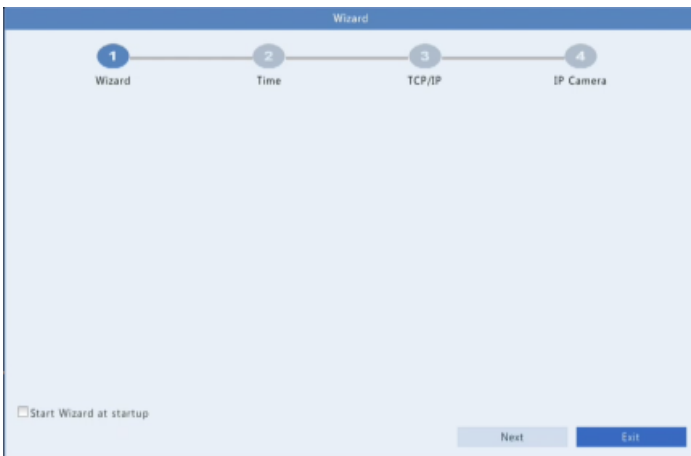 Wizard
1 2 3 4
Wizard Time TCP/IP IP Camera
Start Wizard at startup
Next Exit